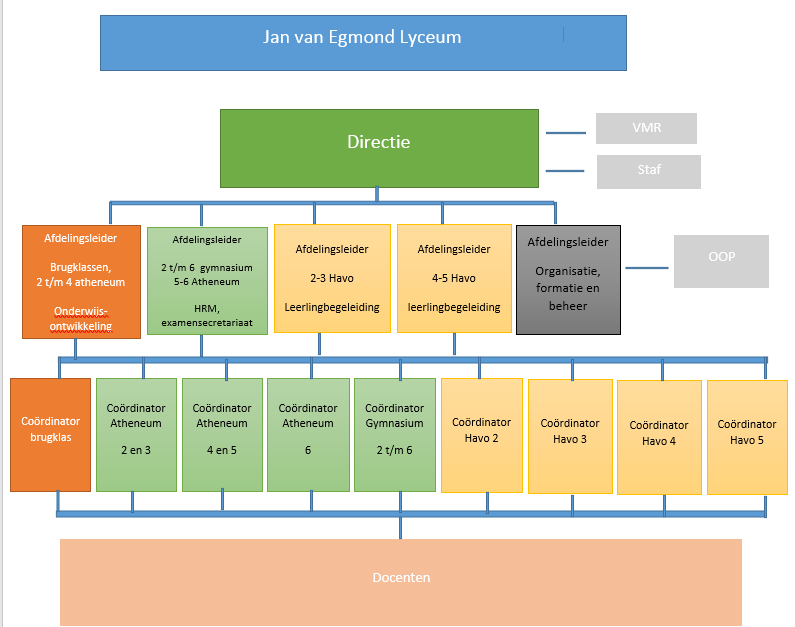 Jan van Egmond Lyceum
Directie
VMR
Staf
Afdelingsleider
Brugklassen,
2 t/m 4 atheneum
Onderwijs-
ontwikkeling
Afdelingsleider
2 t/m 6 gymnasium
5-6 Atheneum
HRM,
examensecretariaat
Afdelingsleider
2-3 Havo
Leerlingbegeleiding
Afdelingsleider
4-5 Havo
leerlingbegeleiding
Afdelingsleider
Organisatie,
formatie en
beheer
OOP
Coördinator
brugklas
Coördinator
Atheneum
2 en 3
Coördinator
Atheneum
4 en 5
Coördinator
Atheneum
6
Coördinator
Gymnasium
2 t/m 6
Coördinator
Havo 2
Coördinator
Havo 3
Coördinator
Havo 4
Coördinator
Havo 5
Docenten